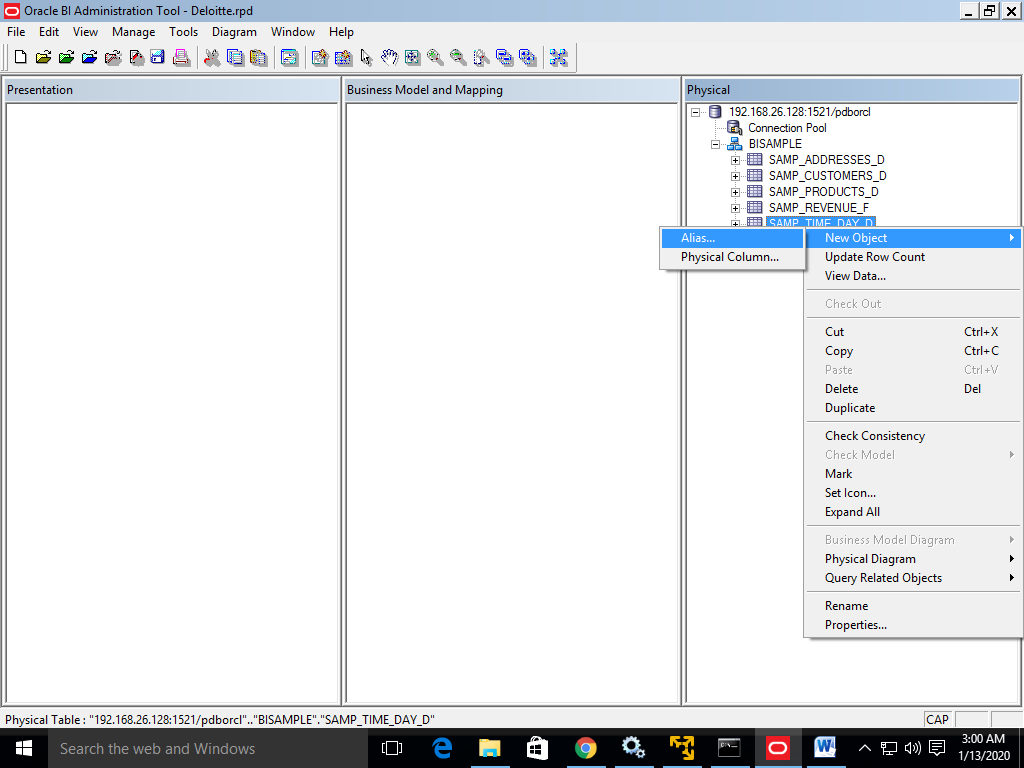 Oracle BI Administration Tool - Deloitte.rpd
File Edit View Manage Tools Diagram Window Help
Presentation
Business Model and Mapping
Physical
192.168.26.128:1521/pdborcl
Connection Pool
BISAMPLE
SAMP_ADDRESSES_D
SAMP_CUSTOMERS_D
SAMP_PRODUCTS_D
SAMP_REVENUE_F
SAMP_TIME_DAY_D
Alias...
Physical Column...
New Object
Update Row Count
View Data...
Check Out
Cut Ctrl+X
Copy Ctrl+C
Paste Ctrl+V
Delete Del
Duplicate
Check Consistency
Check Model
Mark
Set Icon...
Expand All
Business Model Diagram
Physical Diagram
Query Related Objects
Rename
Properties...
Physical Table : "192.168.26.128:1521/pdborcl".."BISAMPLE"."SAMP_TIME_DAY_D"
CAP
Search the web and Windows
3:00 AM
1/13/2020